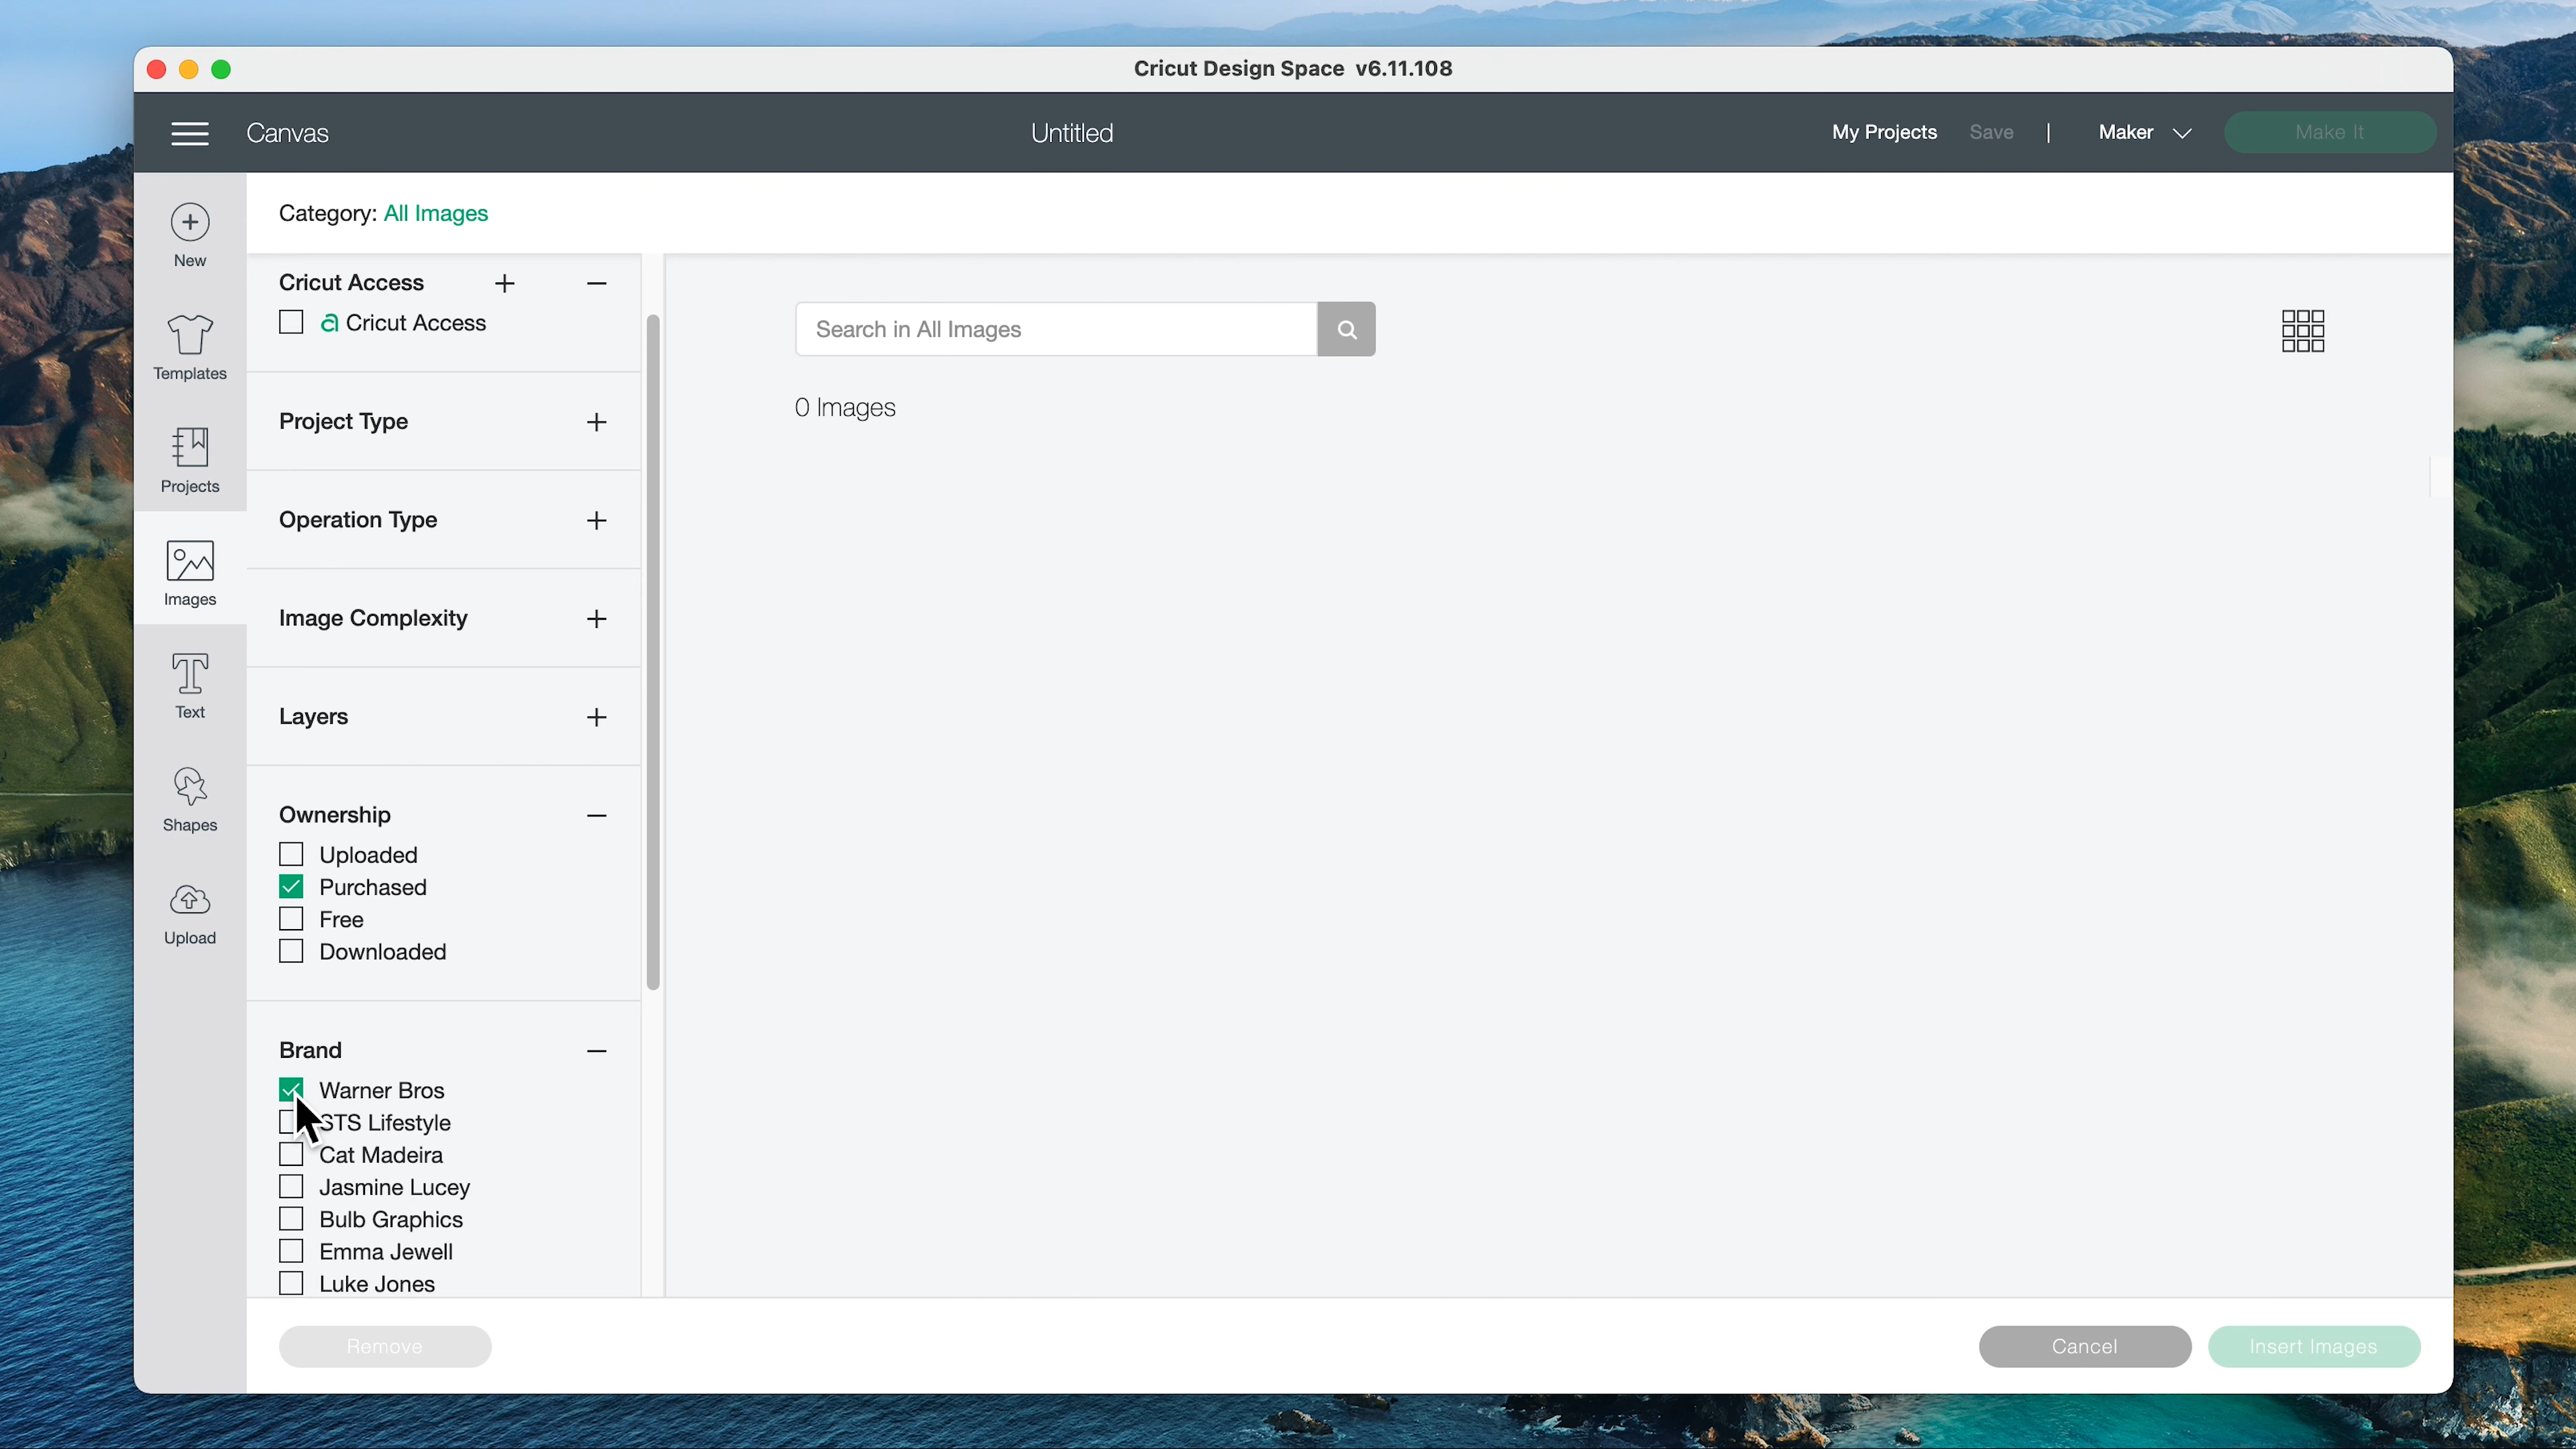 Cricut Design Space v6.11.108
Canvas
Untitled
My Projects
Save
|
Maker
Make It
New
Templates
Projects
Images
Text
Shapes
Upload
Category: All Images
Cricut Access
Cricut Access
Project Type
Operation Type
Image Complexity
Layers
Ownership
Uploaded
Purchased
Free
Downloaded
Brand
Warner Bros
STS Lifestyle
Cat Madeira
Jasmine Lucey
Bulb Graphics
Emma Jewell
Luke Jones
Search in All Images
0 Images
Remove
Cancel
Insert Images